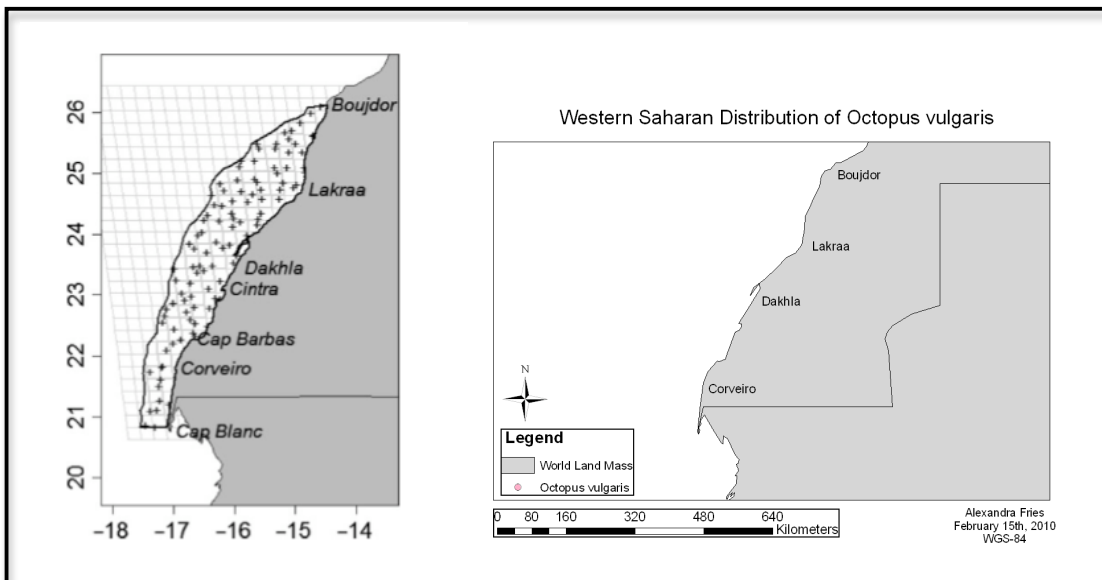 26
25
24
23
22
21
20
-18 -17 -16 -15 -14
Boujdor
Lakraa
Dakhla
Cintra
Cap Barbas
Corveiro
Cap Blanc
Western Saharan Distribution of Octopus vulgaris
Boujdor
Lakraa
Dakhla
Corveiro
N
Legend
World Land Mass
Octopus vulgaris
0 80 160 320 480 640
Kilometers
Alexandra Fries
February 15th, 2010
WGS-84